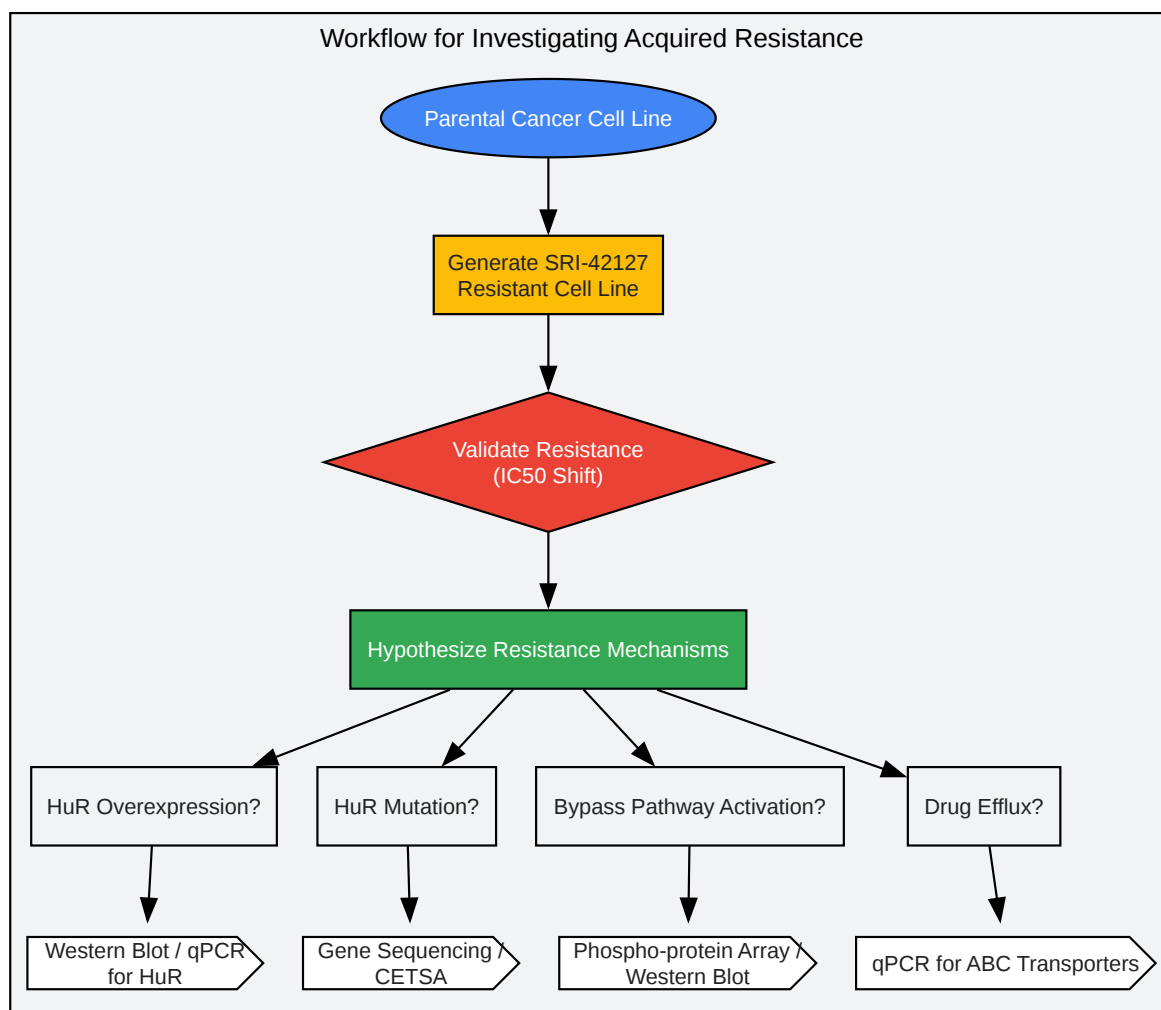 Workflow for Investigating Acquired Resistance
Parental Cancer Cell Line
Generate SRI-42127
Resistant Cell Line
Validate Resistance
(IC50 Shift)
Hypothesize Resistance Mechanisms
HuR Overexpression?
HuR Mutation?
Bypass Pathway Activation?
Drug Efflux?
Western Blot / qPCR
for HuR
Gene Sequencing /
CETSA
Phospho-protein Array /
Western Blot
qPCR for ABC Transporters